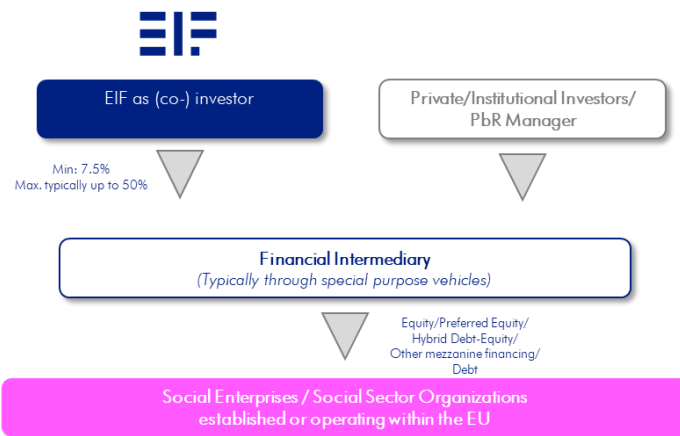 EIF
EIF as (co-) investor
Private/Institutional Investors/
PbR Manager
Min: 7.5%
Max. typically up to 50%
Financial Intermediary
(Typically through special purpose vehicles)
Equity/Preferred Equity/
Hybrid Debt-Equity/
Other mezzanine financing/
Debt
Social Enterprises / Social Sector Organizations
established or operating within the EU